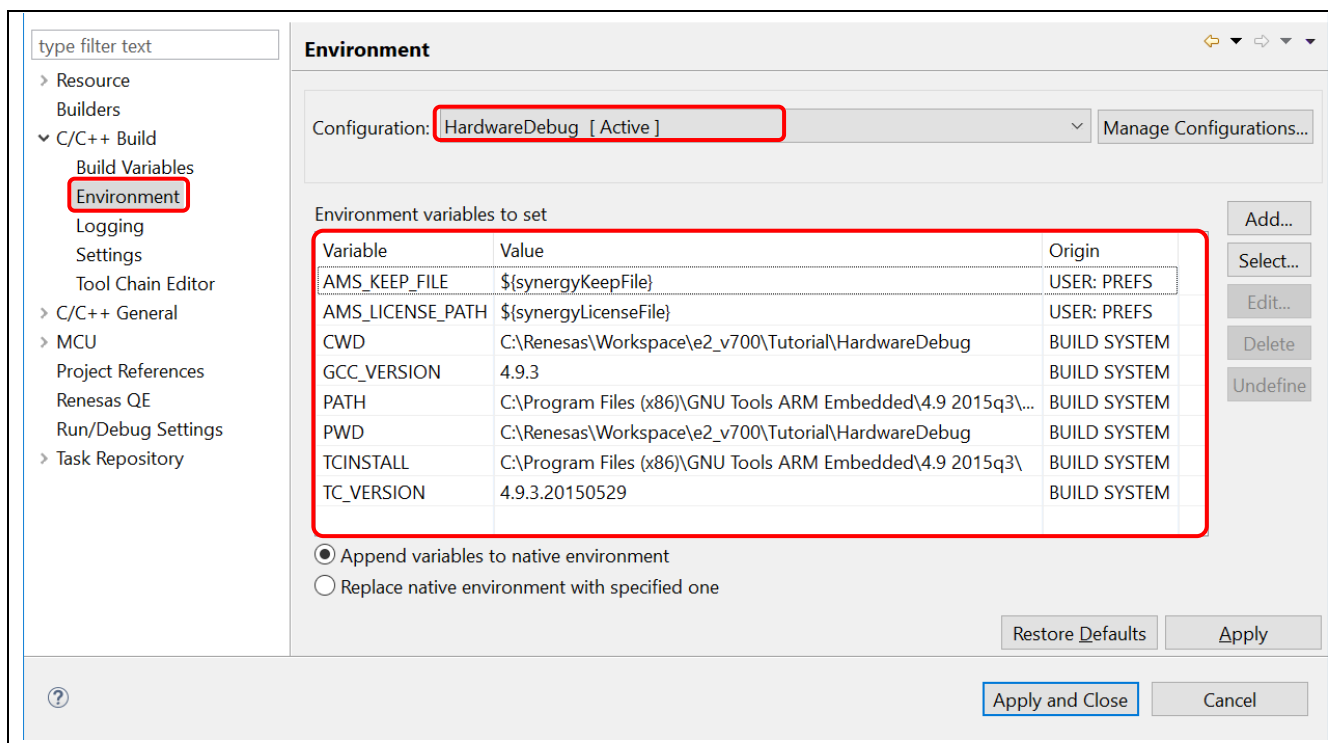 type filter text
Resource
Builders
C/C++ Build
Build Variables
Environment
Logging
Settings
Tool Chain Editor
C/C++ General
MCU
Project References
Renesas QE
Run/Debug Settings
Task Repository
Environment
Configuration: HardwareDebug [ Active ] Manage Configurations...
Environment variables to set
Variable Value Origin
AMS_KEEP_FILE ${synergyKeepFile} USER: PREFS
AMS_LICENSE_PATH ${synergyLicenseFile} USER: PREFS
CWD C:\Renesas\Workspace\e2_v700\Tutorial\HardwareDebug BUILD SYSTEM
GCC_VERSION 4.9.3 BUILD SYSTEM
PATH C:\Program Files (x86)\GNU Tools ARM Embedded\4.9 2015q3\... BUILD SYSTEM
PWD C:\Renesas\Workspace\e2_v700\Tutorial\HardwareDebug BUILD SYSTEM
TCINSTALL C:\Program Files (x86)\GNU Tools ARM Embedded\4.9 2015q3\ BUILD SYSTEM
TC_VERSION 4.9.3.20150529 BUILD SYSTEM
Add...
Select...
Edit...
Delete
Undefine
Append variables to native environment
Replace native environment with specified one
Restore Defaults Apply
? Apply and Close Cancel